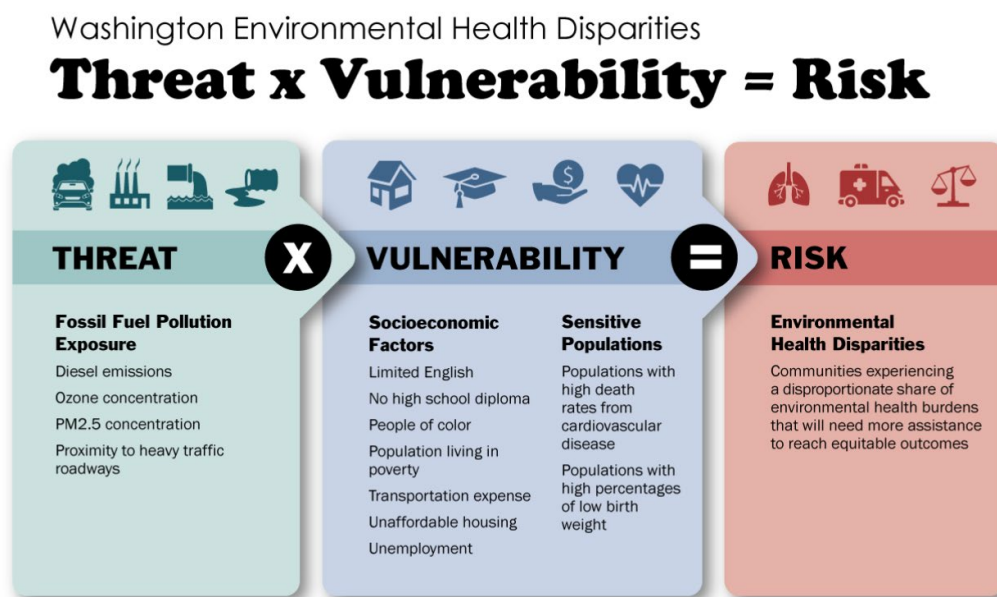 Washington Environmental Health Disparities
Threat x Vulnerability = Risk
THREAT
X
VULNERABILITY
=
RISK
Fossil Fuel Pollution
Exposure
Diesel emissions
Ozone concentration
PM2.5 concentration
Proximity to heavy traffic
roadways
Socioeconomic
Factors
Limited English
No high school diploma
People of color
Population living in
poverty
Transportation expense
Unaffordable housing
Unemployment
Sensitive
Populations
Populations with
high death
rates from
cardiovascular
disease
Populations with
high percentages
of low birth
weight
Environmental
Health Disparities
Communities experiencing
a disproportionate share of
environmental health burdens
that will need more assistance
to reach equitable outcomes